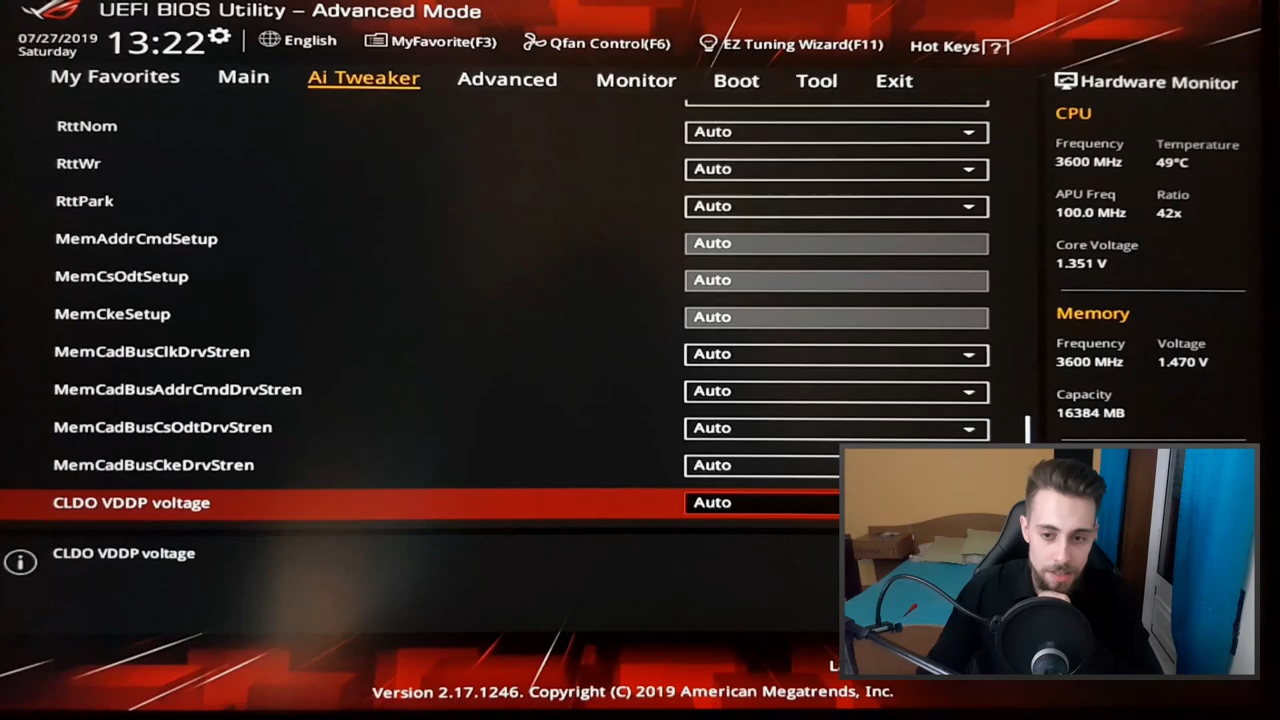 UEFI BIOS Utility – Advanced Mode
07/27/2019
Saturday
13:22
English
MyFavorite(F3)
Qfan Control(F6)
EZ Tuning Wizard(F11)
Hot Keys
?
My Favorites
Main
Ai Tweaker
Advanced
Monitor
Boot
Tool
Exit
Hardware Monitor
RttNom
Auto
RttWr
Auto
RttPark
Auto
MemAddrCmdSetup
Auto
MemCsOdtSetup
Auto
MemCkeSetup
Auto
MemCadBusClkDrvStren
Auto
MemCadBusAddrCmdDrvStren
Auto
MemCadBusCsOdtDrvStren
Auto
MemCadBusCkeDrvStren
Auto
CLDO VDDP voltage
Auto
CPU
Frequency
Temperature
3600 MHz
49°C
APU Freq
Ratio
100.0 MHz
42x
Core Voltage
1.351 V
Memory
Frequency
Voltage
3600 MHz
1.470 V
Capacity
16384 MB
CLDO VDDP voltage
Version 2.17.1246. Copyright (C) 2019 American Megatrends, Inc.